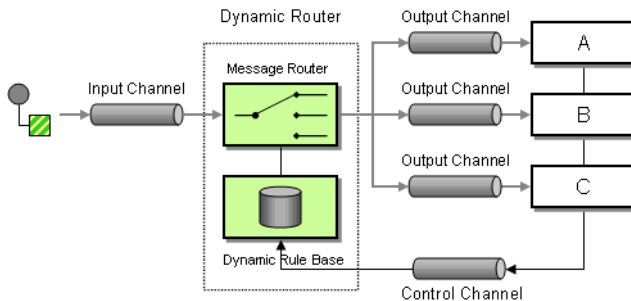 Dynamic Router
Output Channel
A
Input Channel
Message Router
Output Channel
B
Output Channel
C
Dynamic Rule Base
Control Channel